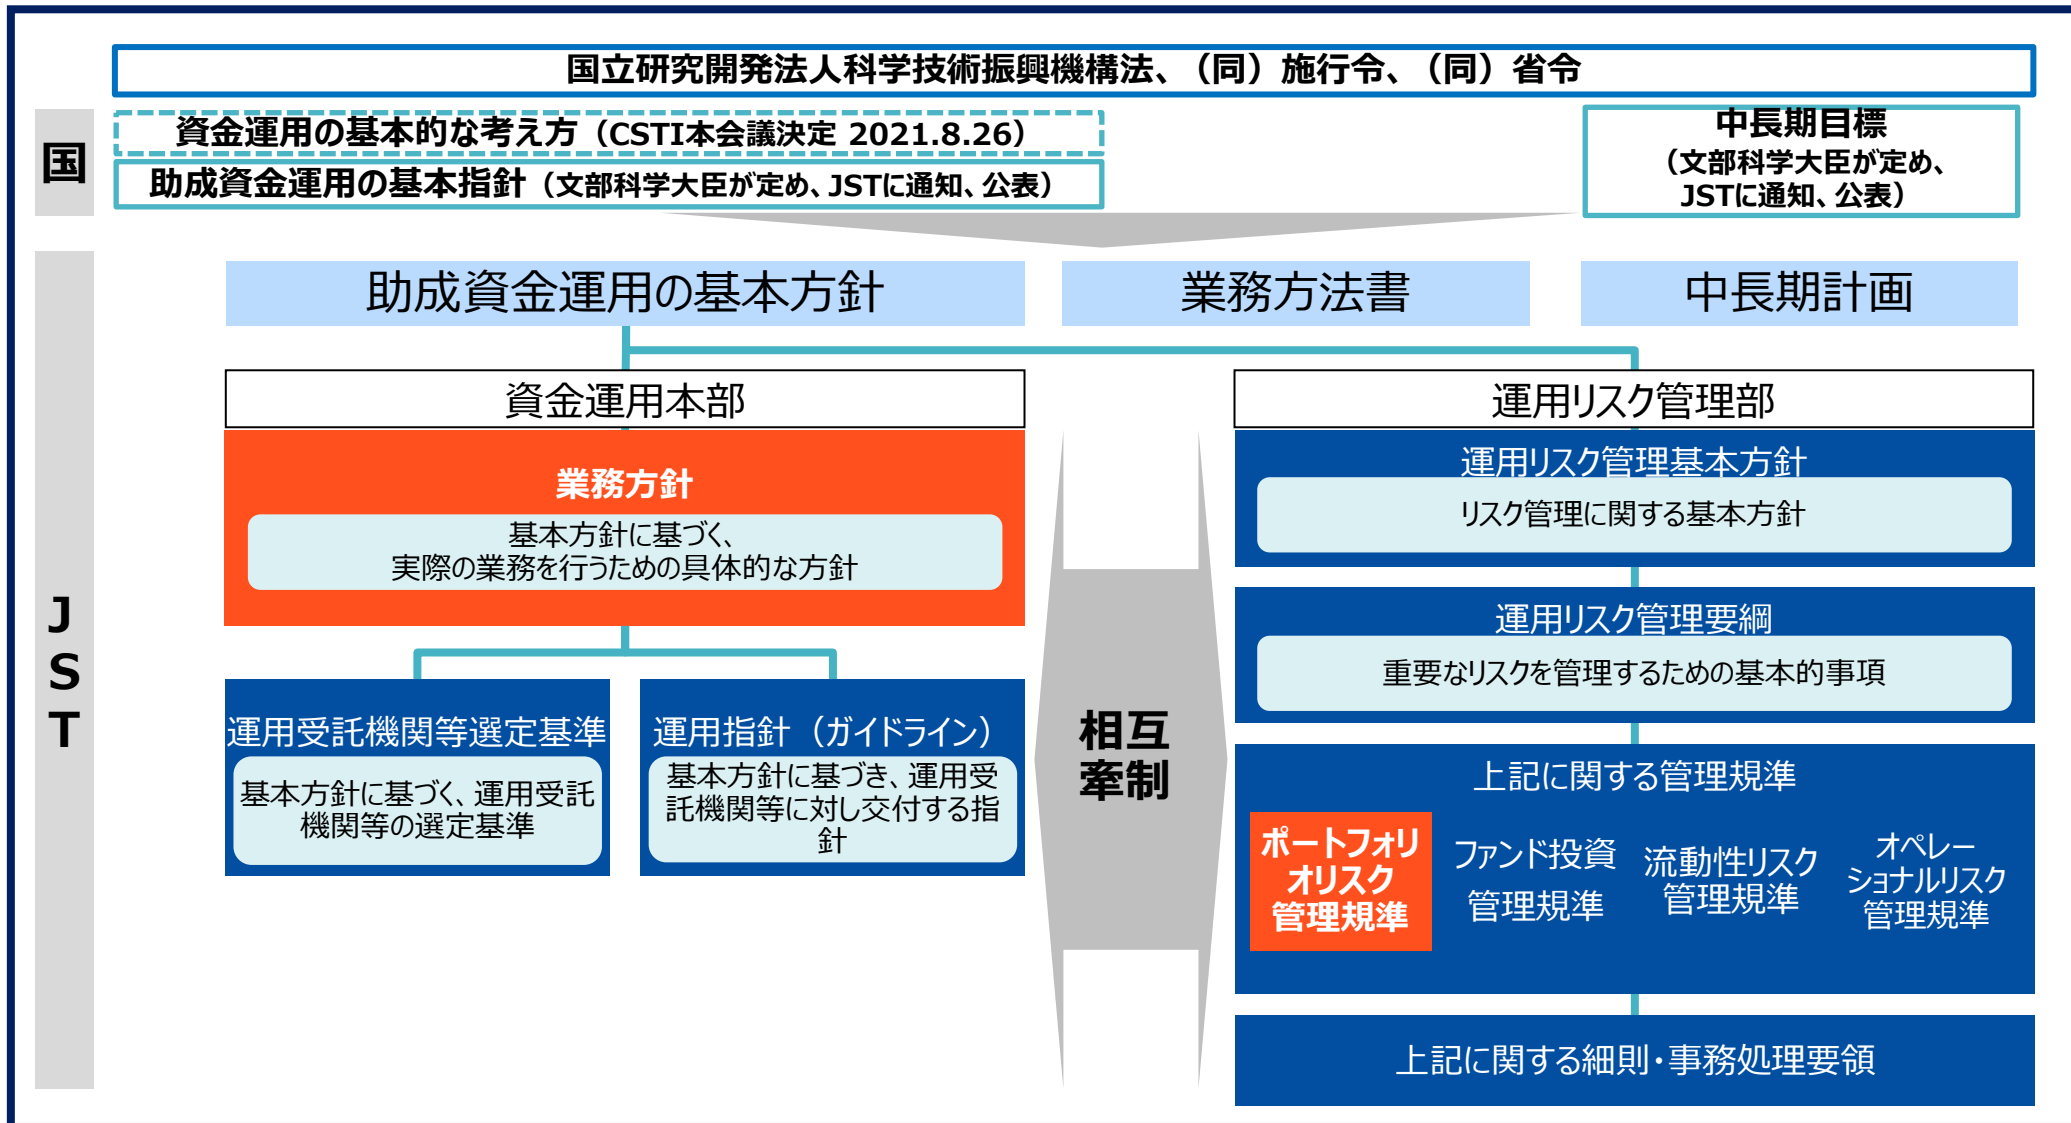 国立研究開発法人科学技術振興機構法、（同）施行令、（同）省令
国
資金運用の基本的な考え方（CSTI本会議決定 2021.8.26）
助成資金運用の基本指針（文部科学大臣が定め、JSTに通知、公表）
中長期目標
（文部科学大臣が定め、
JSTに通知、公表）
J
S
T
助成資金運用の基本方針
業務方法書
中長期計画
資金運用本部
業務方針
基本方針に基づく、
実際の業務を行うための具体的な方針
運用受託機関等選定基準
基本方針に基づく、運用受託
機関等の選定基準
運用指針（ガイドライン）
基本方針に基づき、運用受
託機関等に対し交付する指
針
相互
牽制
運用リスク管理部
運用リスク管理基本方針
リスク管理に関する基本方針
運用リスク管理要綱
重要なリスクを管理するための基本的事項
上記に関する管理規準
ポートフォリ
オリスク
管理規準
ファンド投資
管理規準
流動性リスク
管理規準
オペレー
ショナルリスク
管理規準
上記に関する細則・事務処理要領